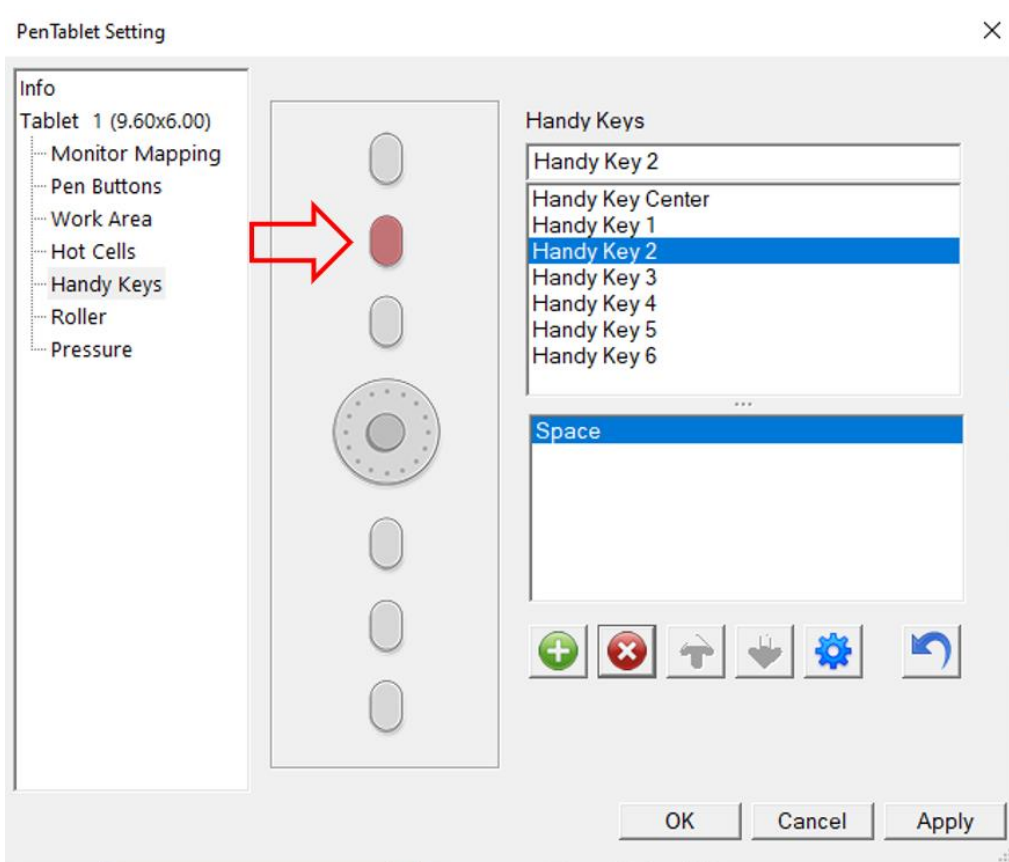 PenTablet Setting
Info
Tablet 1 (9.60x6.00)
Monitor Mapping
Pen Buttons
Work Area
Hot Cells
Handy Keys
Roller
Pressure
Handy Keys
Handy Key 2
Handy Key Center
Handy Key 1
Handy Key 2
Handy Key 3
Handy Key 4
Handy Key 5
Handy Key 6
Space
OK
Cancel
Apply